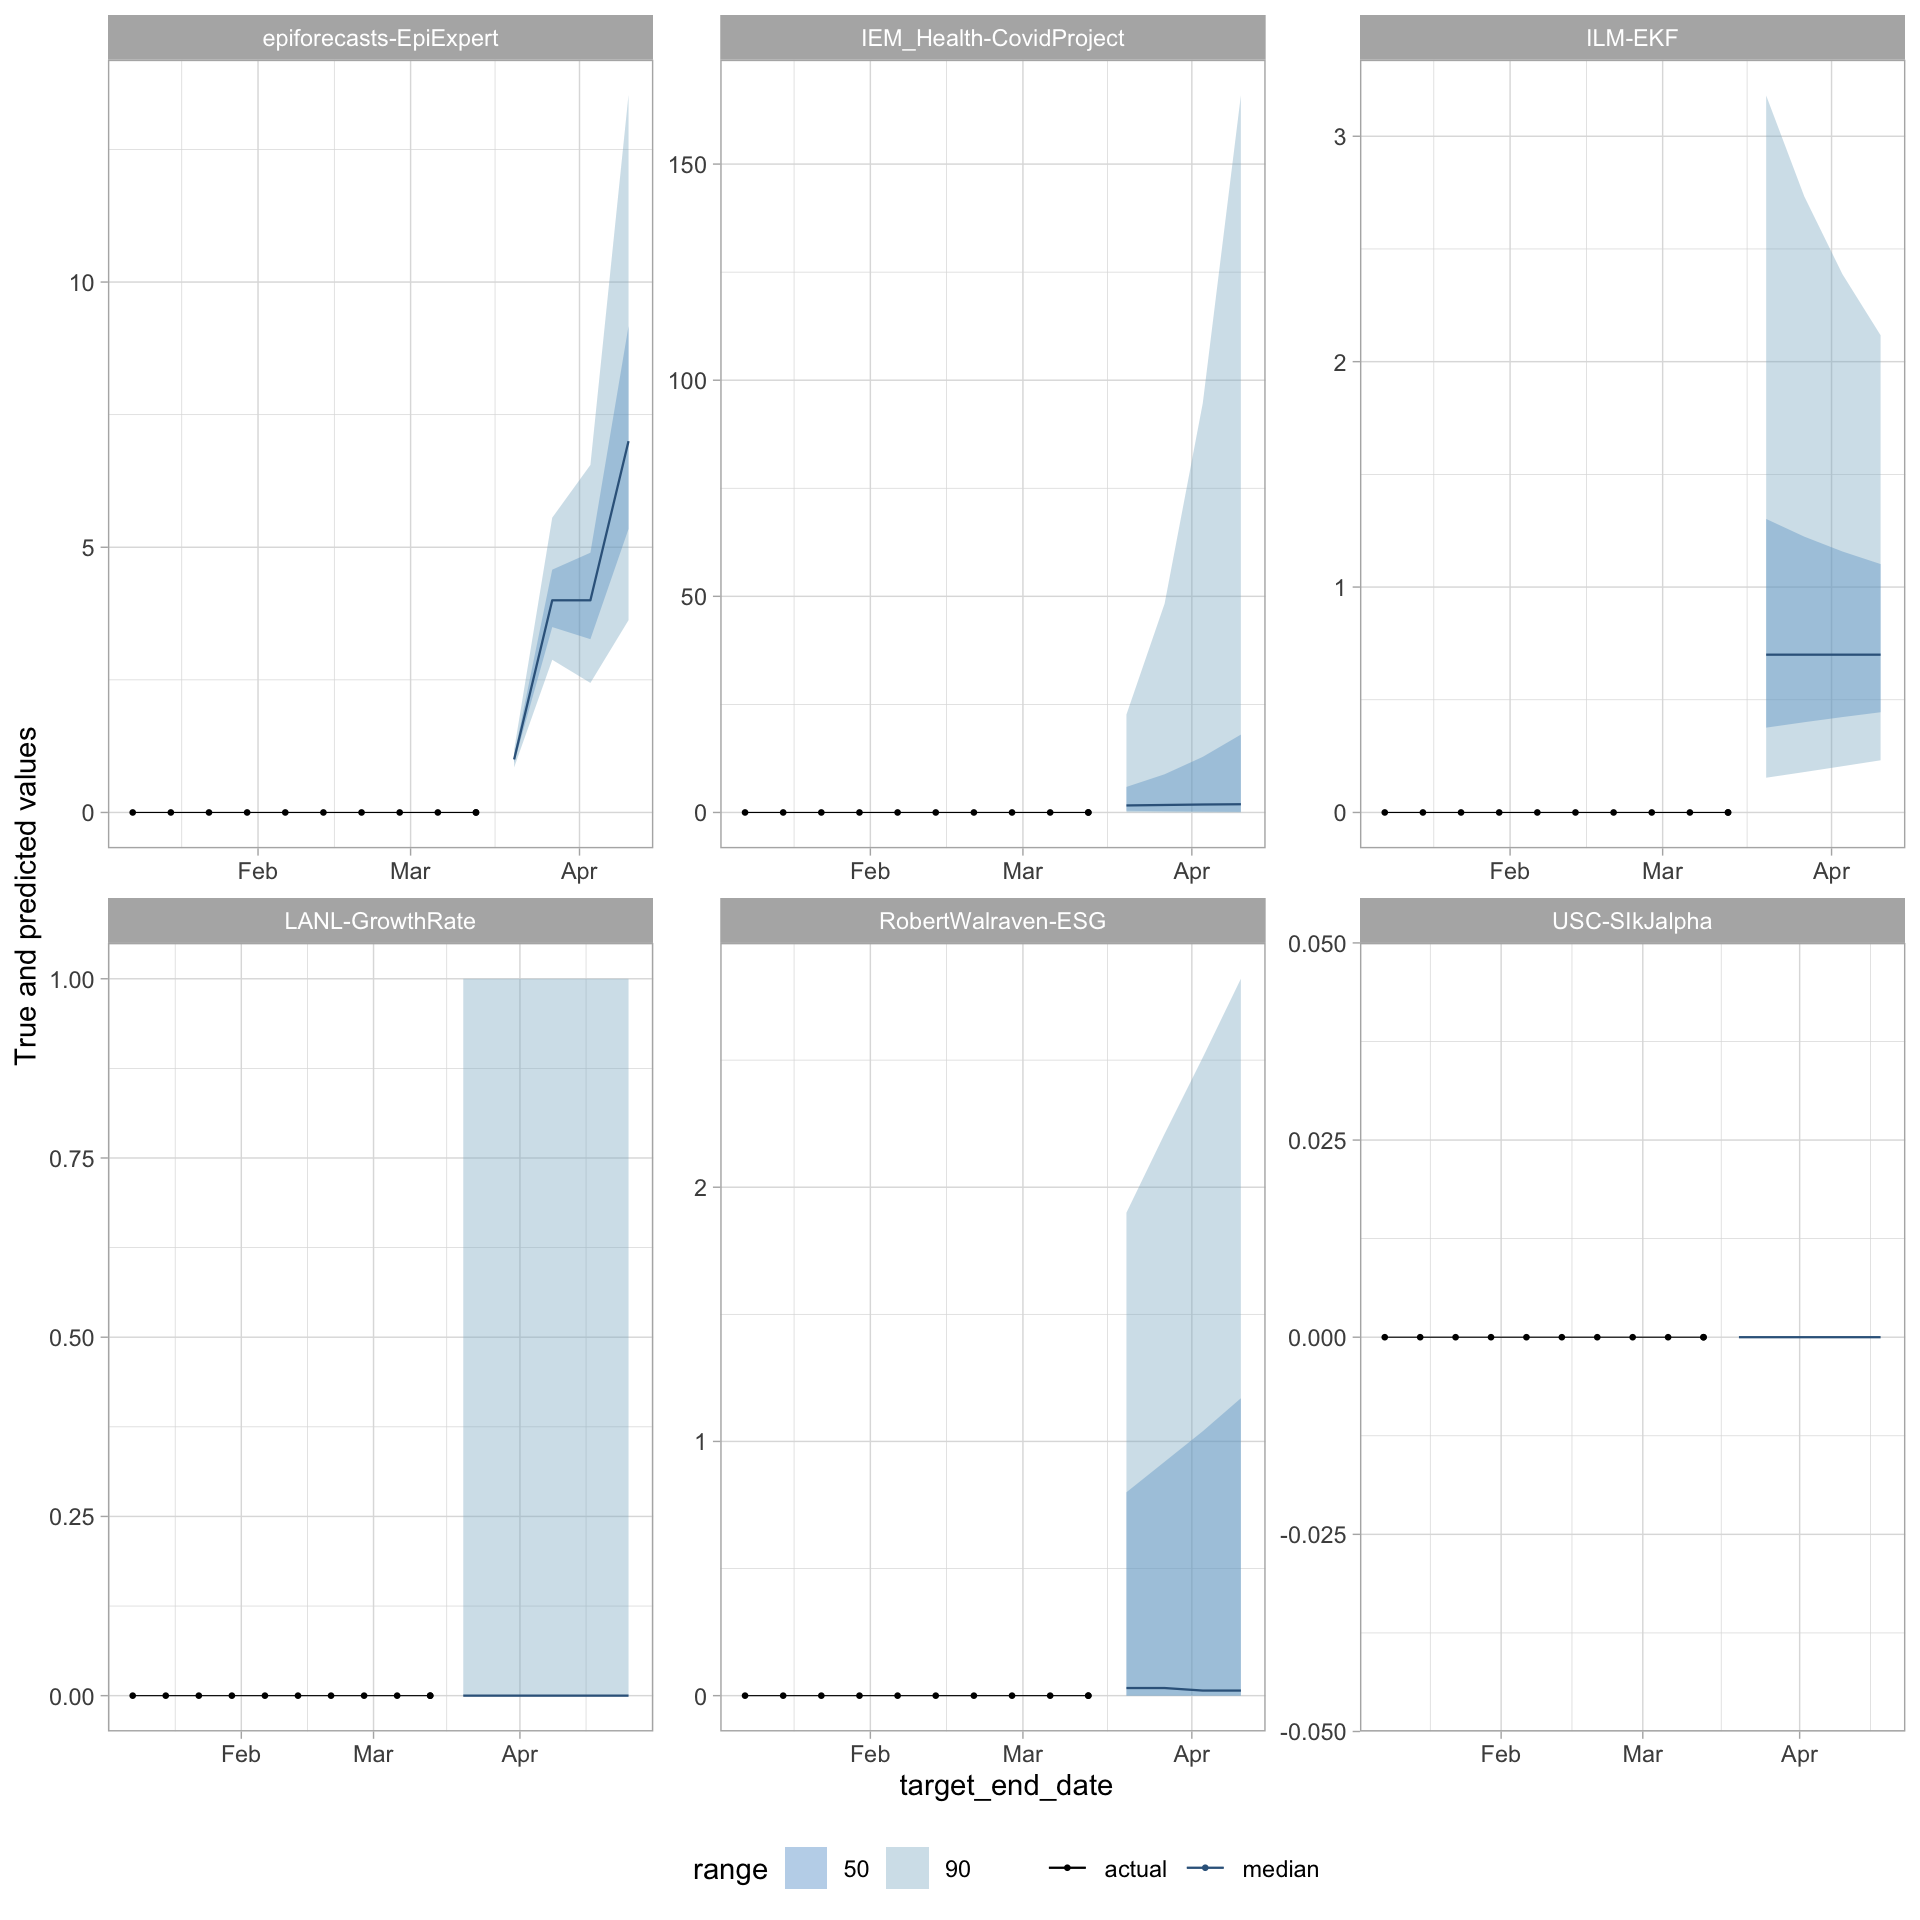 epiforecasts-EpiExpert
IEM_Health-CovidProject
ILM-EKF
10
5
0
150
100
50
0
3
2
1
0
Feb Mar Apr
Feb Mar Apr
Feb Mar Apr
True and predicted values
LANL-GrowthRate
RobertWalraven-ESG
USC-SIkJalpha
1.00
0.75
0.50
0.25
0.00
2
1
0
0.050
0.025
0.000
-0.025
-0.050
Feb Mar Apr
Feb Mar Apr
Feb Mar Apr
target_end_date
range 50 90 actual median